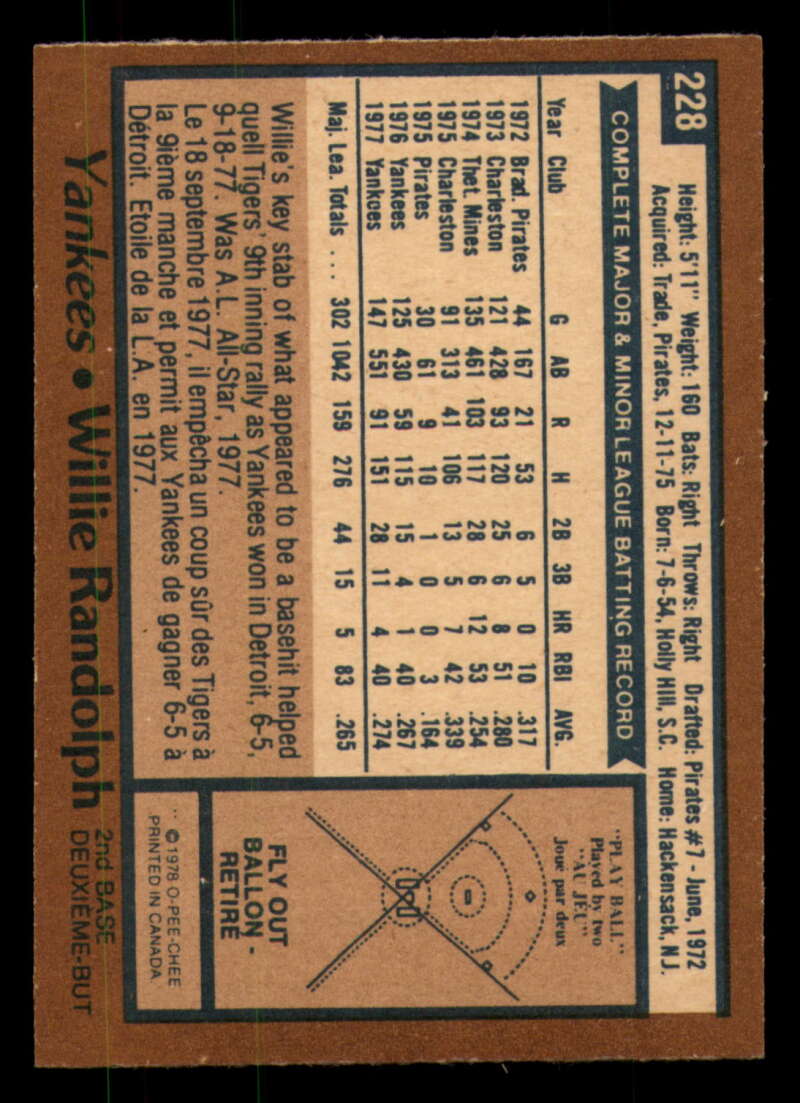 228
Height: 5'11" Weight: 160 Bats: Right Throws: Right Drafted: Pirates #7 - June, 1972
Acquired: Trade, Pirates, 12-11-75 Born: 7-6-54, Holly Hill, S.C. Home: Hackensack, N.J.
COMPLETE MAJOR & MINOR LEAGUE BATTING RECORD
Year Club G AB R H 2B 3B HR RBI AVG.
1972 Brad. Pirates 44 167 21 53 6 5 0 10 .317
1973 Charleston 121 428 93 120 25 6 8 51 .280
1974 Thet. Mines 135 461 103 117 28 6 12 53 .254
1975 Charleston 91 313 41 106 13 5 7 42 .339
1975 Pirates 30 61 9 10 1 0 0 3 .164
1976 Yankees 125 430 59 115 15 4 1 40 .267
1977 Yankees 147 551 91 151 28 11 4 40 .274
Maj. Lea. Totals .... 302 1042 159 276 44 15 5 83 .265
Willie's key stab of what appeared to be a basehit helped
quell Tigers' 9th inning rally as Yankees won in Detroit, 6-5,
9-18-77. Was A.L. All-Star, 1977.
Le 18 septembre 1977, il empêcha un coup sûr des Tigers à
la 9ième manche et permit aux Yankees de gagner 6-5 à
Détroit. Etoile de la L.A. en 1977.
"PLAY BALL"
Played by two
"AU JEU"
Joué par deux
FLY OUT
BALLON -
RETIRÉ
** © 1978 O-PEE-CHEE
PRINTED IN CANADA
Yankees • Willie Randolph
2nd BASE
DEUXIÈME-BUT